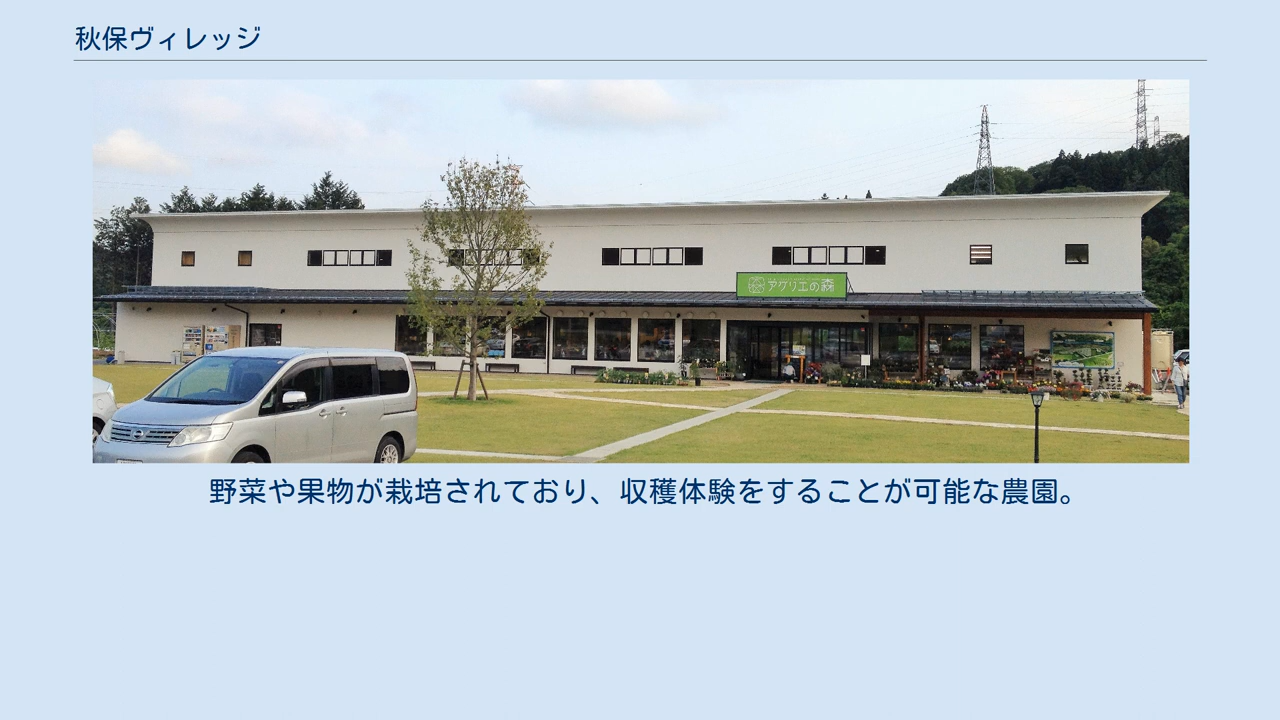 秋保ヴィレッジ
アグリエの森
野菜や果物が栽培されており、収穫体験をすることが可能な農園。